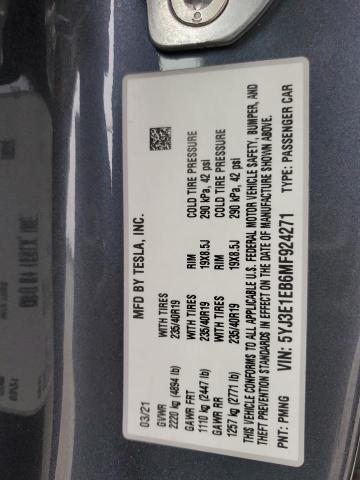 MFD BY TESLA, INC.
03/21
GVWR WITH TIRES RIM COLD TIRE PRESSURE
2220 kg (4894 lb) 235/40R19 19X8.5J 290 kPa, 42 psi
GAWR FRT WITH TIRES RIM COLD TIRE PRESSURE
1110 kg (2447 lb) 235/40R19 19X8.5J 290 kPa, 42 psi
GAWR RR
1257 kg (2771 lb)
THIS VEHICLE CONFORMS TO ALL APPLICABLE U.S. FEDERAL MOTOR VEHICLE SAFETY, BUMPER, AND
THEFT PREVENTION STANDARDS IN EFFECT ON THE DATE OF MANUFACTURE SHOWN ABOVE.
PNT: PMNG VIN: 5YJ3E1EB6MF924271 TYPE: PASSENGER CAR